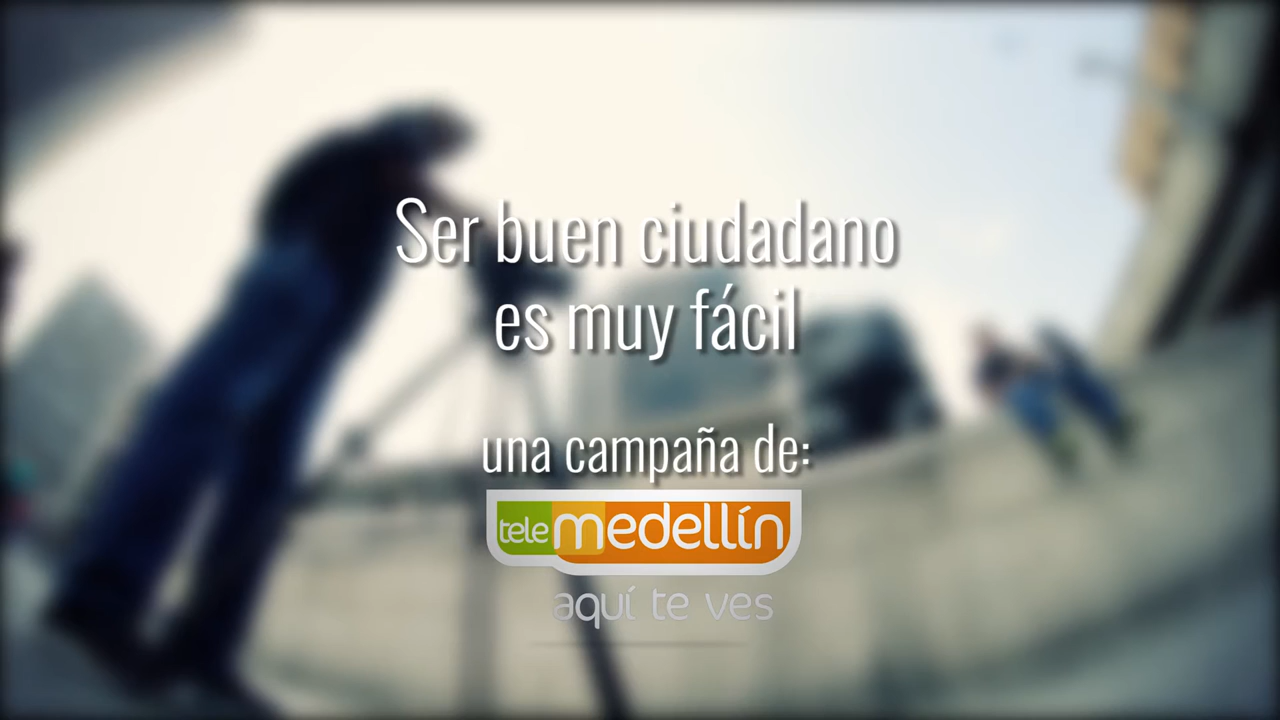 Ser buen ciudadano
es muy fácil
una campaña de:
telemedellín
aquí te ves